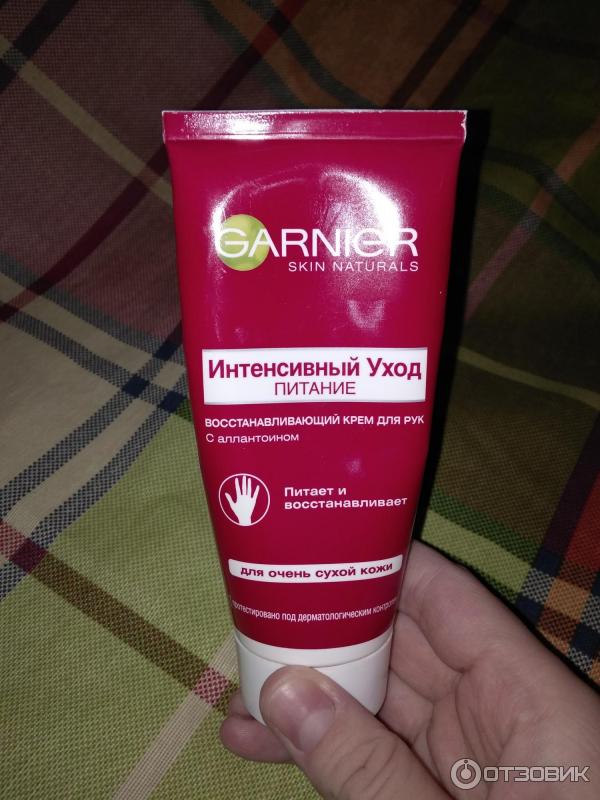 GARNIER
SKIN NATURALS
Интенсивный Уход
ПИТАНИЕ
ВОССТАНАВЛИВАЮЩИЙ КРЕМ ДЛЯ РУК
С аллантоином
Питает и
восстанавливает
для очень сухой кожи
протестировано под дерматологическим
ОТЗОВИК